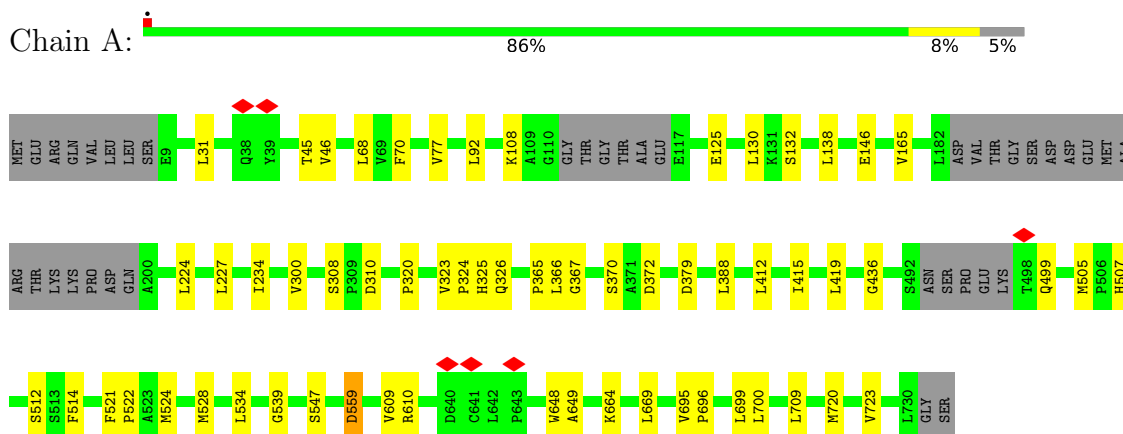 Chain A:
86% 8% 5%
MET GLU ARG GLN VAL LEU LEU SER E9 L31 Q38 Y39 T45 V46 L68 V69 F70 V77 L92 K108 A109 G110 GLY THR GLY THR ALA GLU E117 E125 L130 K131 S132 L138 E146 V165 L182 ASP VAL THR GLY SER ASP ASP GLU MET ALA
ARG THR LYS LYS PRO ASP GLN A200 L224 L227 I234 V300 S308 P309 D310 P320 V323 P324 H325 Q326 P365 L366 G367 S370 A371 D372 D379 L388 L412 I415 L419 G436 S492 ASN SER PRO GLU LYS T498 Q499 M505 P506 H507
S512 S513 F514 F521 P522 A523 M524 M528 L534 G539 S547 D559 V609 R610 D640 C641 L642 P643 W648 A649 K664 L669 V695 P696 L699 L700 L709 M720 V723 L730 GLY SER